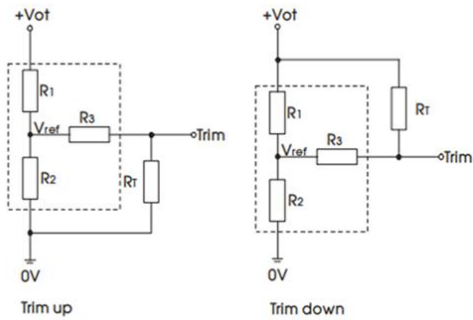 +Vot
R1
Vref
R3
Trim
R2
RT
0V
Trim up
+Vot
R1
RT
Vref
R3
Trim
R2
0V
Trim down